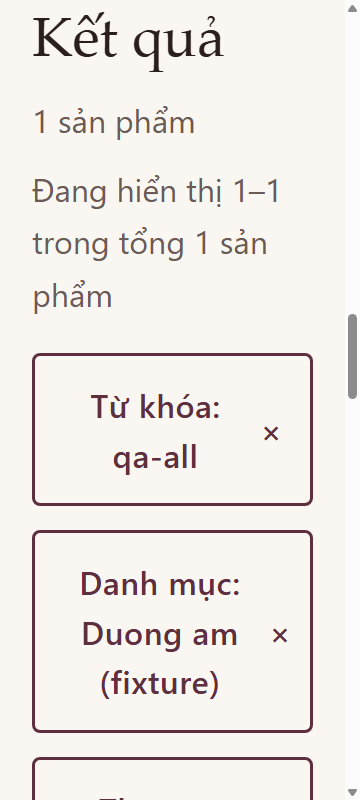 Kết quả
1 sản phẩm
Đang hiển thị 1–1
trong tổng 1 sản
phẩm
Từ khóa:
qa-all
×
Danh mục:
Duong am
(fixture)
×